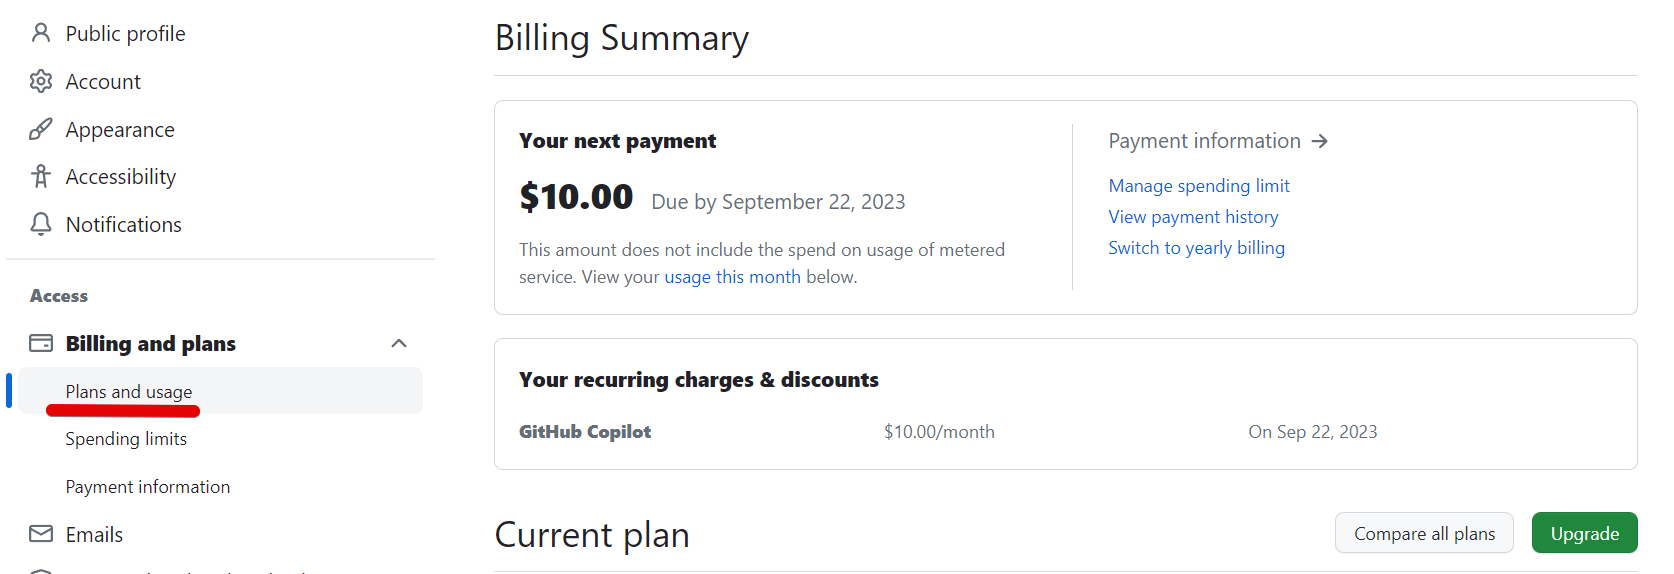 Public profile
Account
Appearance
Accessibility
Notifications
Access
Billing and plans
Plans and usage
Spending limits
Payment information
Emails
Billing Summary
Your next payment
$10.00 Due by September 22, 2023
This amount does not include the spend on usage of metered
service. View your usage this month below.
Payment information →
Manage spending limit
View payment history
Switch to yearly billing
Your recurring charges & discounts
GitHub Copilot $10.00/month On Sep 22, 2023
Current plan
Compare all plans
Upgrade